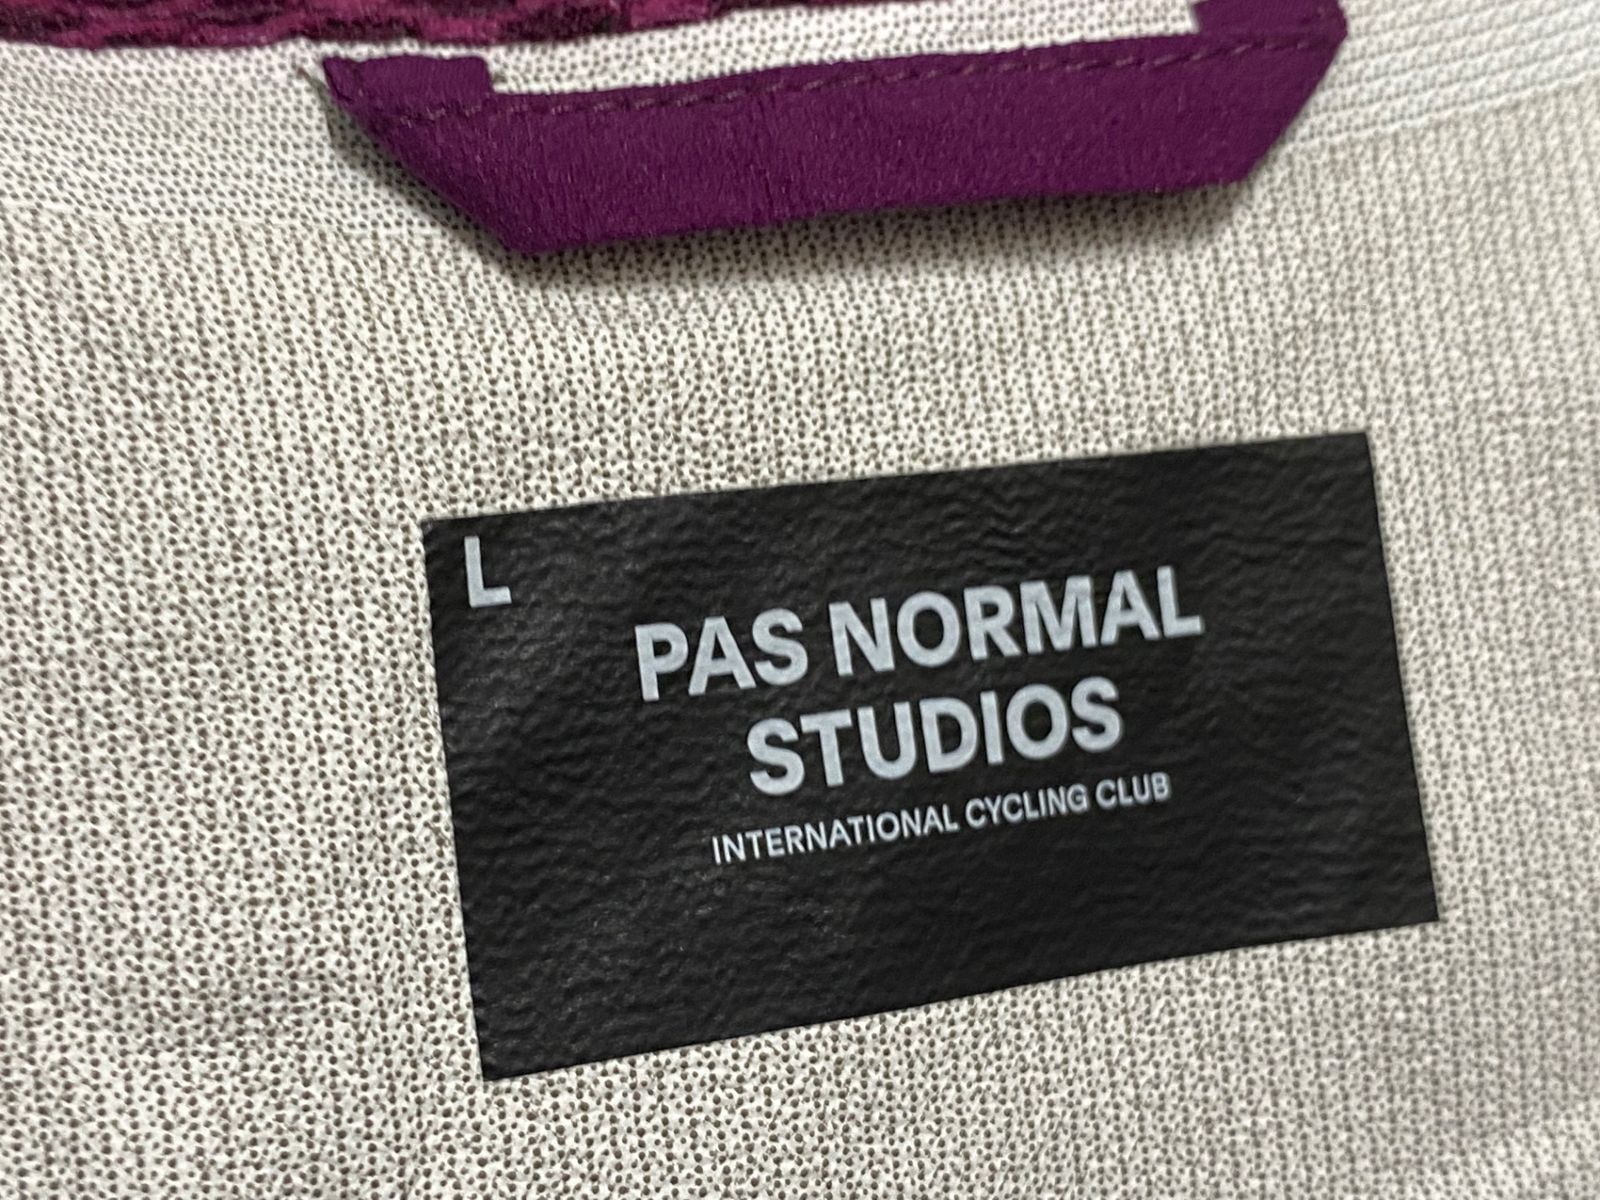 L
PAS NORMAL
STUDIOS
INTERNATIONAL CYCLING CLUB